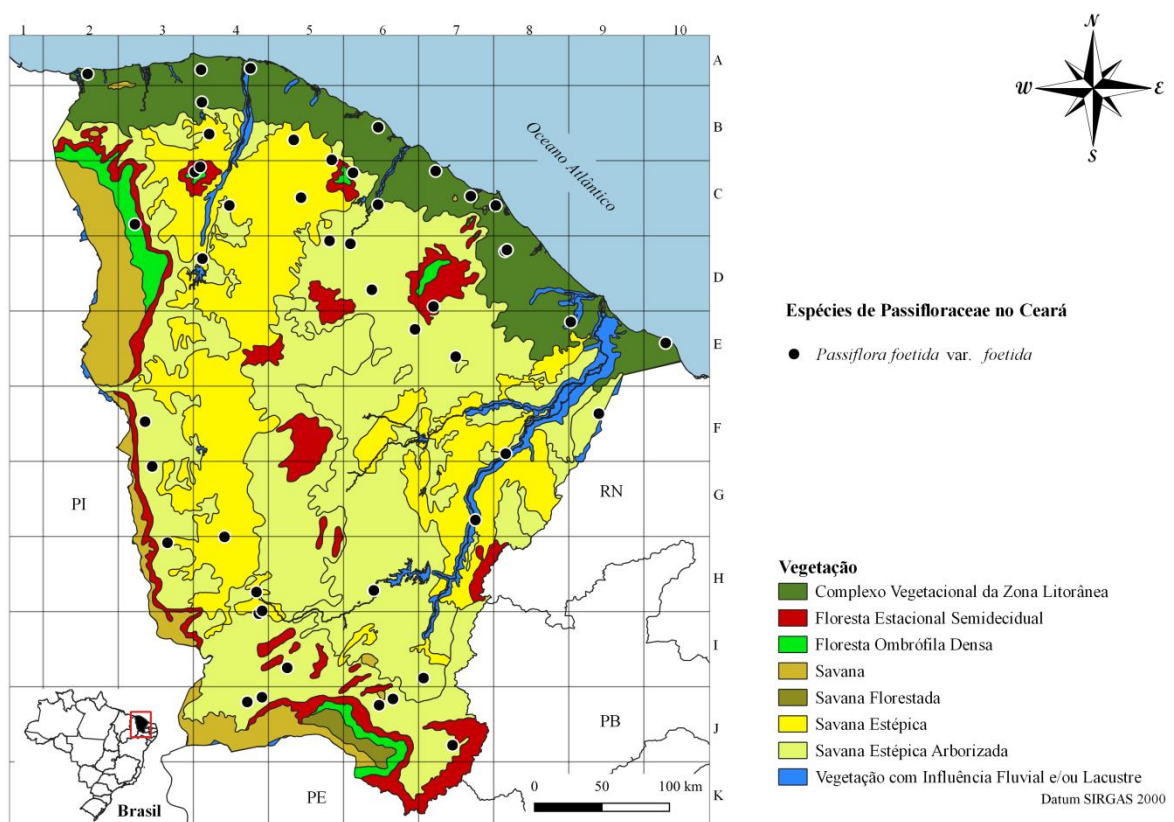 1 2 3 4 5 6 7 8 9 10
A
B
C
D
E
F
G
H
I
J
K
Oceano Atlântico
PI
RN
PB
PE
Brasil
0 50 100 km
N
W E
S
Espécies de Passifloraceae no Ceará
Passiflora foetida var. foetida
Vegetação
Complexo Vegetacional da Zona Litorânea
Floresta Estacional Semidecidual
Floresta Ombrófila Densa
Savana
Savana Florestada
Savana Estépica
Savana Estépica Arborizada
Vegetação com Influência Fluvial e/ou Lacustre
Datum SIRGAS 2000